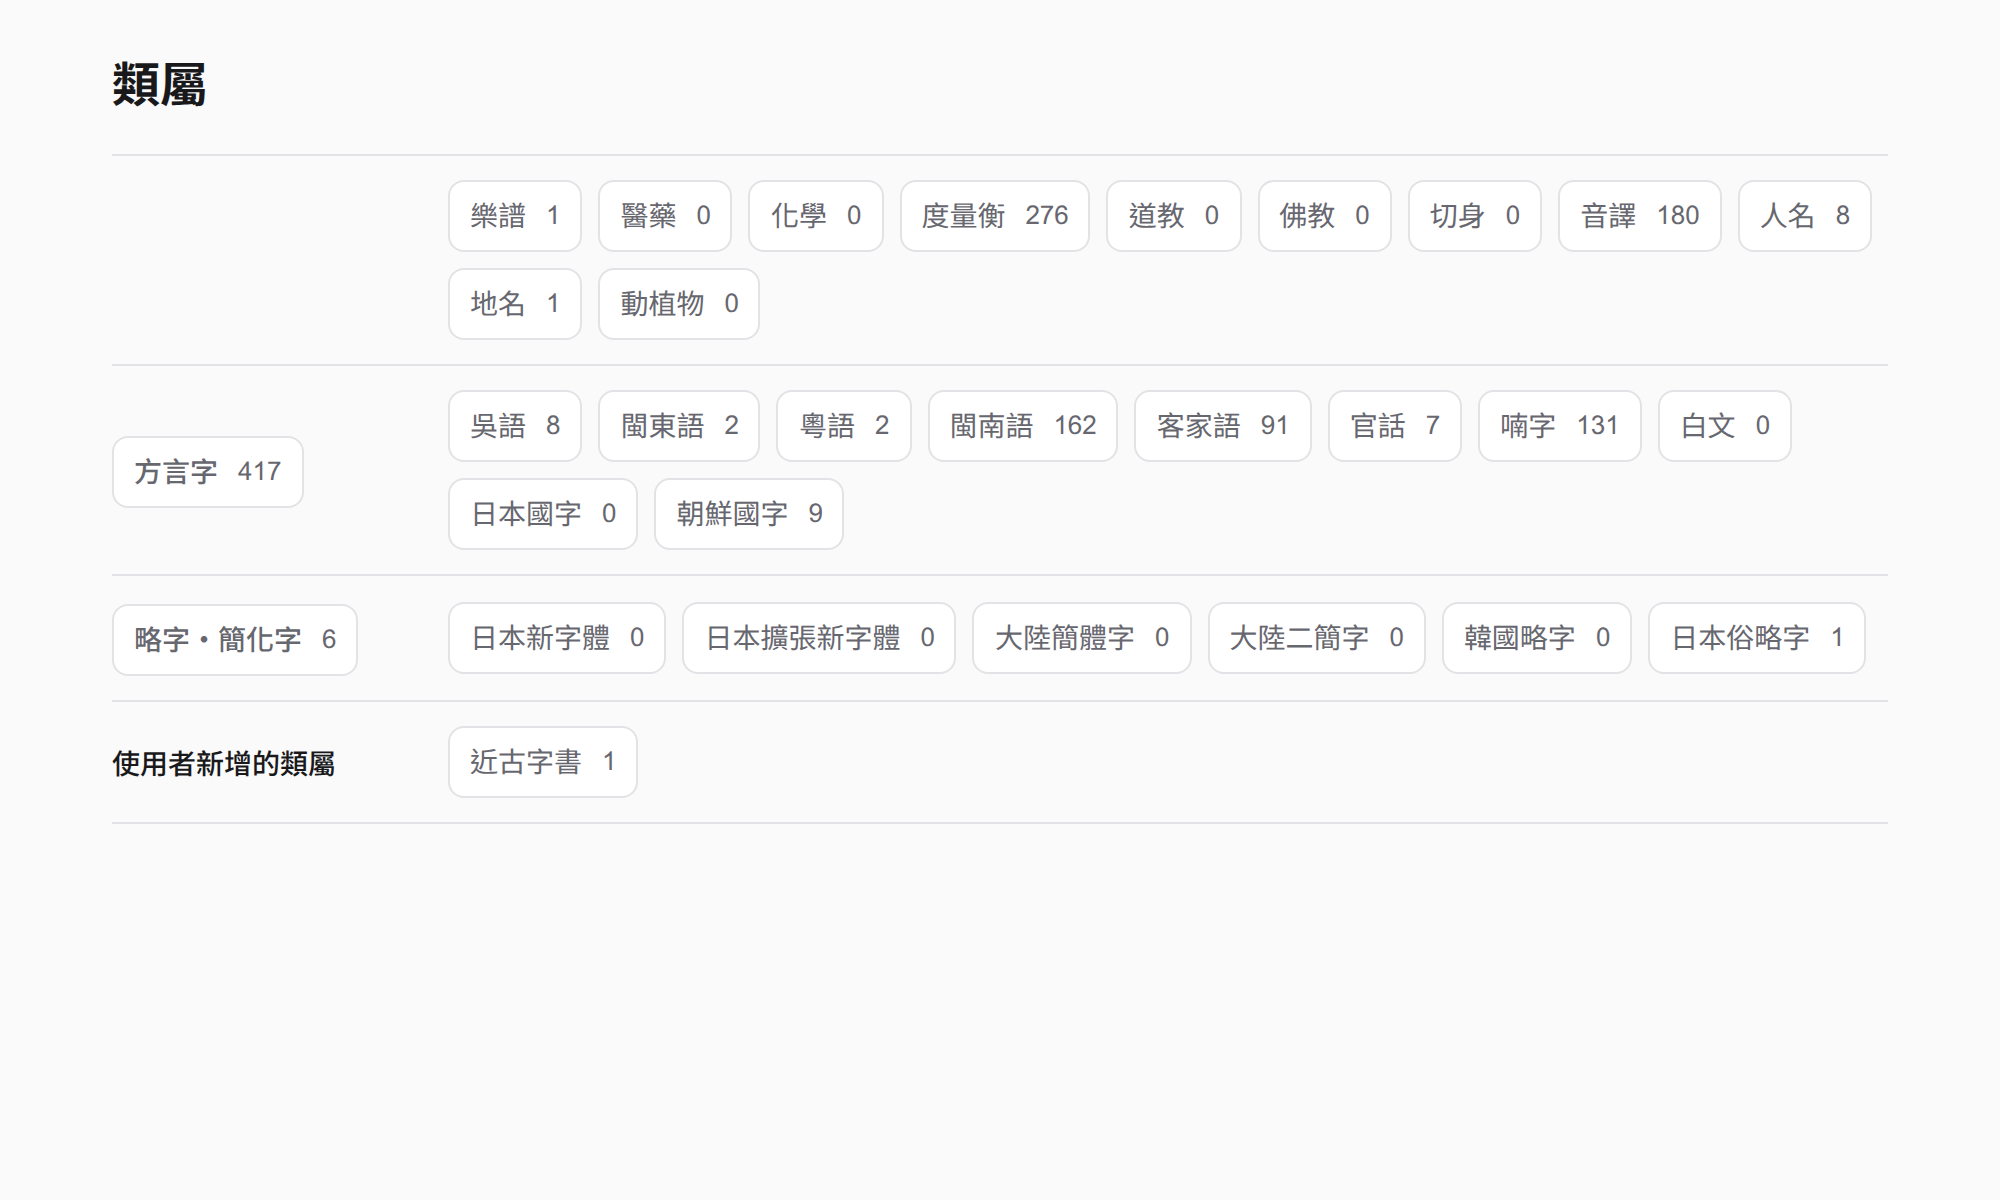 類屬
樂譜 1 醫藥 0 化學 0 度量衡 276 道教 0 佛教 0 切身 0 音譯 180 人名 8
地名 1 動植物 0
方言字 417
吳語 8 閩東語 2 粵語 2 閩南語 162 客家語 91 官話 7 喃字 131 白文 0
日本國字 0 朝鮮國字 9
略字・簡化字 6
日本新字體 0 日本擴張新字體 0 大陸簡體字 0 大陸二簡字 0 韓國略字 0 日本俗略字 1
使用者新增的類屬
近古字書 1